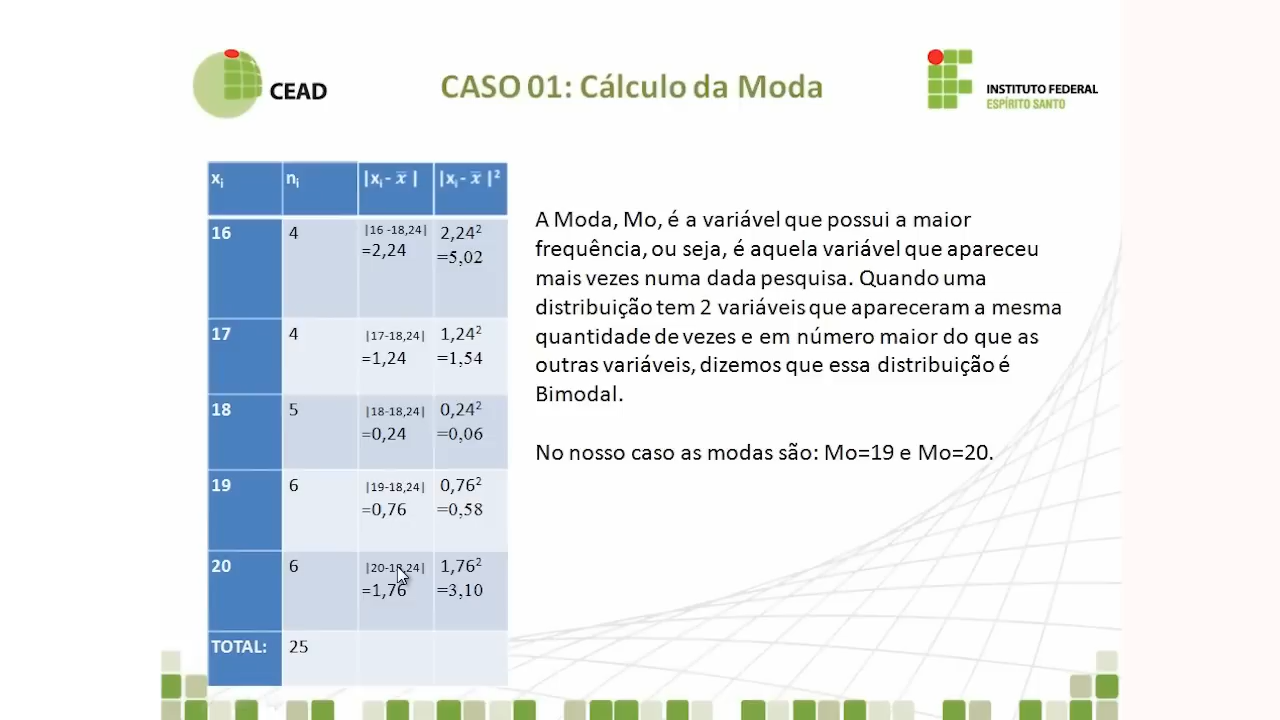 CEAD
CASO 01: Cálculo da Moda
INSTITUTO FEDERAL
ESPÍRITO SANTO
xi ni |xi - x̅ | |xi - x̅ |²
16 4 |16 -18,24| 2,24²
=2,24 =5,02
17 4 |17-18,24| 1,24²
=1,24 =1,54
18 5 |18-18,24| 0,24²
=0,24 =0,06
19 6 |19-18,24| 0,76²
=0,76 =0,58
20 6 |20-18,24| 1,76²
=1,76 =3,10
TOTAL: 25
A Moda, Mo, é a variável que possui a maior
frequência, ou seja, é aquela variável que apareceu
mais vezes numa dada pesquisa. Quando uma
distribuição tem 2 variáveis que apareceram a mesma
quantidade de vezes e em número maior do que as
outras variáveis, dizemos que essa distribuição é
Bimodal.
No nosso caso as modas são: Mo=19 e Mo=20.